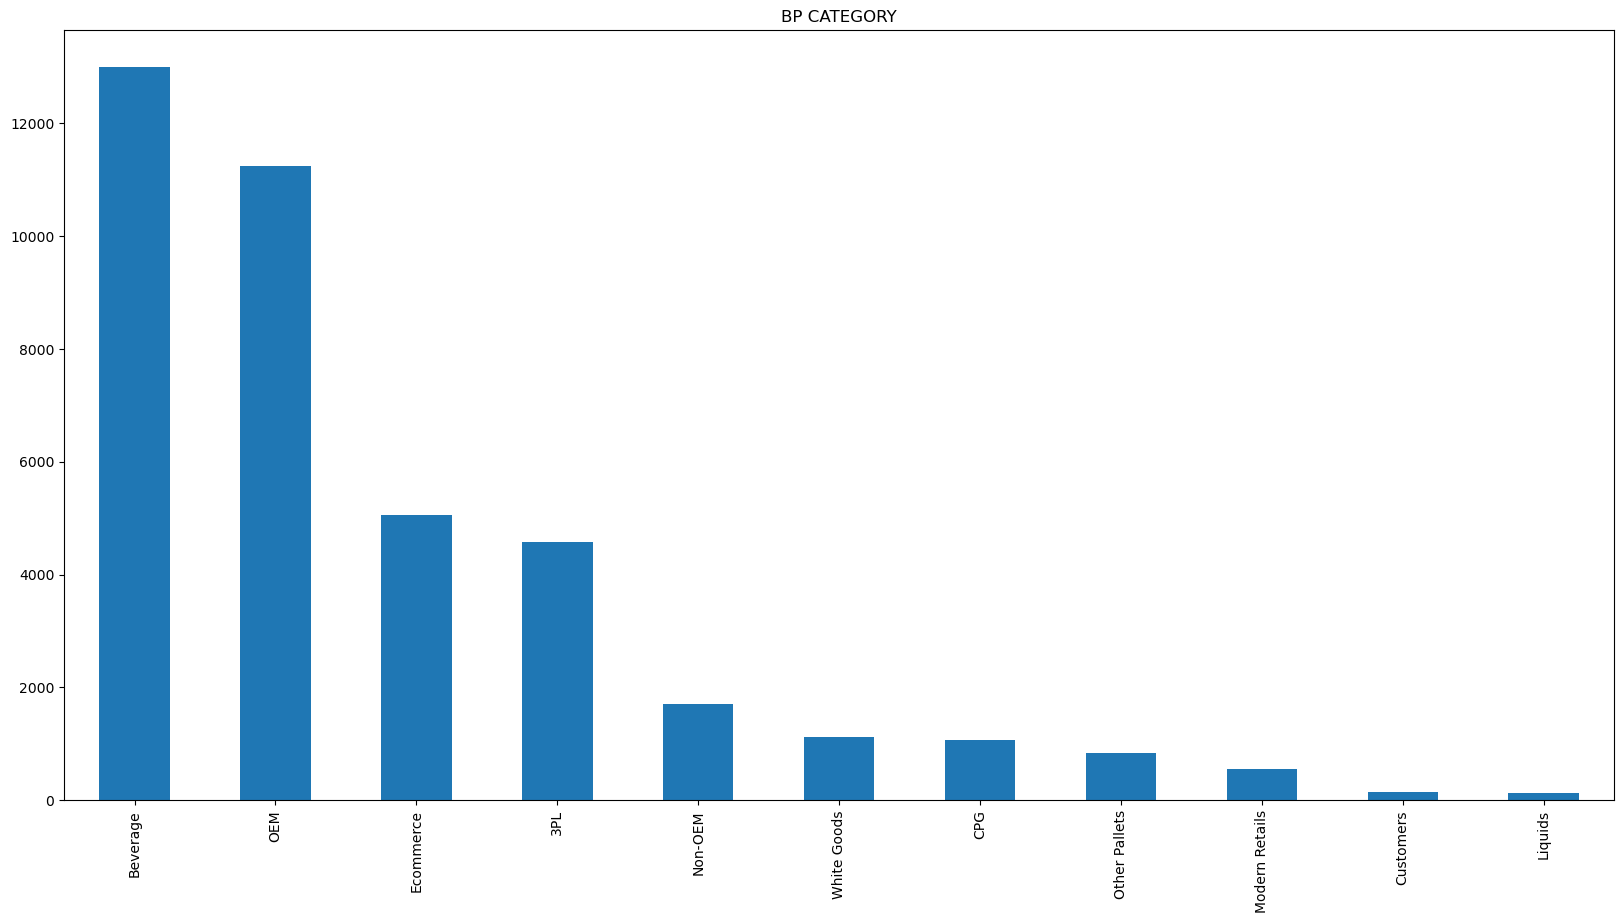 BP CATEGORY
12000
10000
8000
6000
4000
2000
0
Beverage
OEM
Ecommerce
3PL
Non-OEM
White Goods
CPG
Other Pallets
Modern Retails
Customers
Liquids